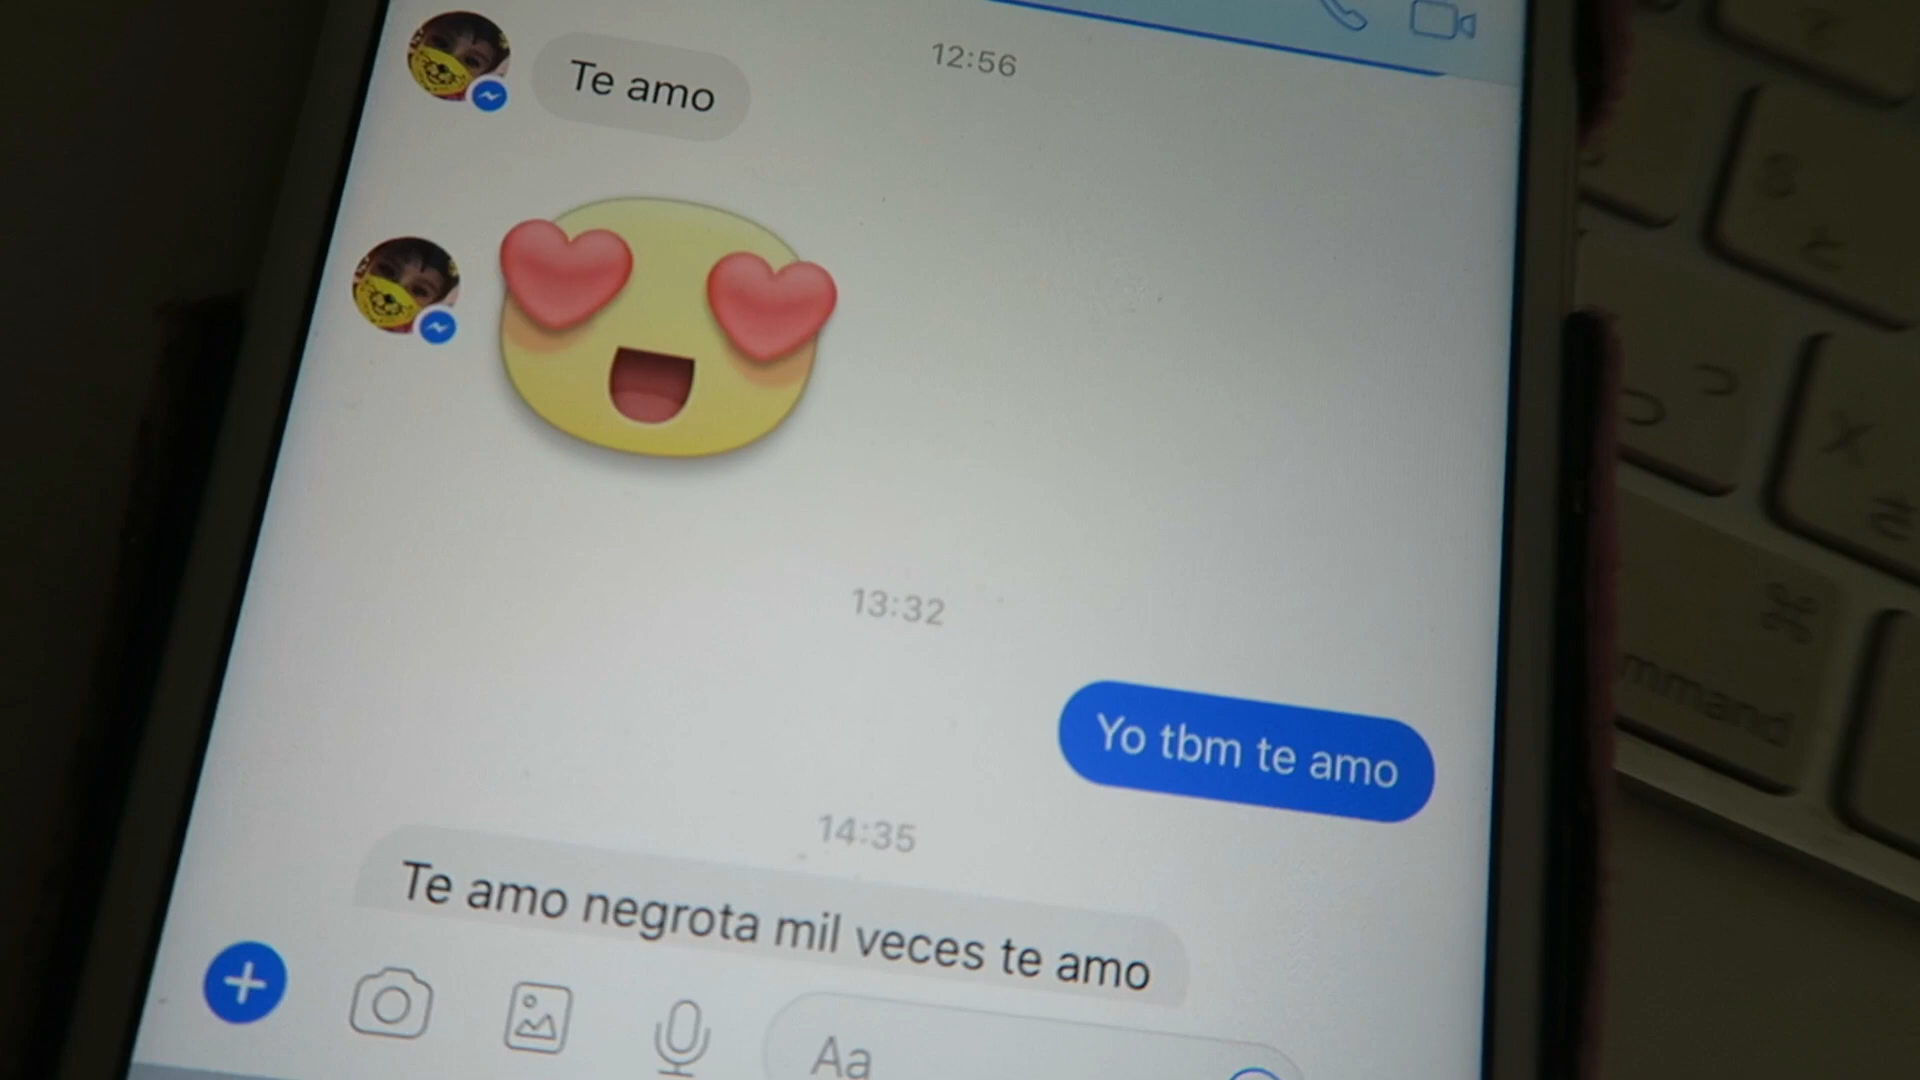 12:56
Te amo
13:32
Yo tbm te amo
14:35
Te amo negrota mil veces te amo
Aa
⌘
mmand